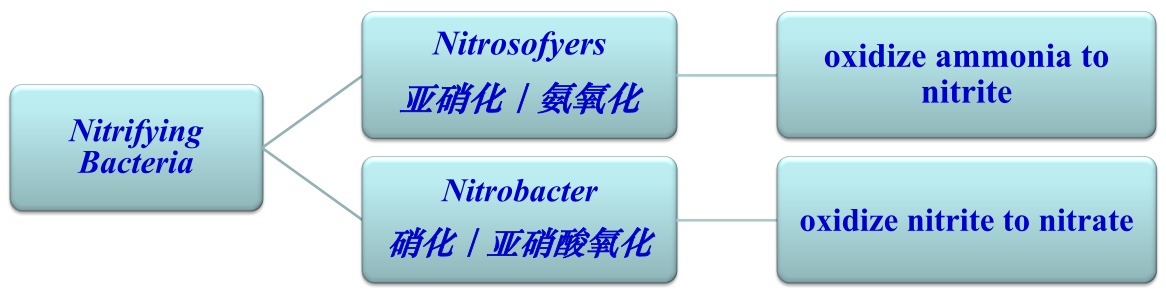 Nitrifying
Bacteria
Nitrosofyers
亚硝化/氨氧化
oxidize ammonia to
nitrite
Nitrobacter
硝化/亚硝酸氧化
oxidize nitrite to nitrate